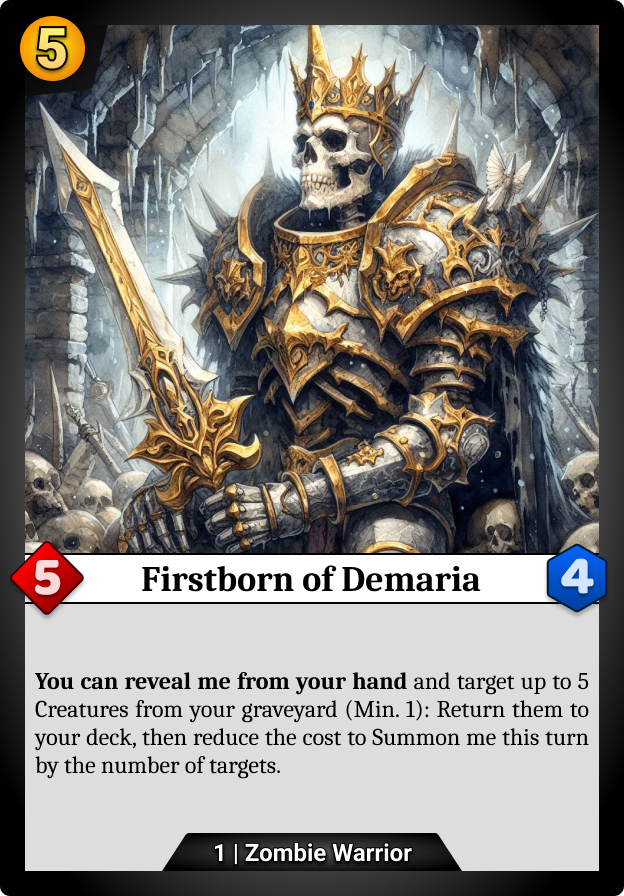 5
5
Firstborn of Demaria
4
You can reveal me from your hand and target up to 5
Creatures from your graveyard (Min. 1): Return them to
your deck, then reduce the cost to Summon me this turn
by the number of targets.
1 | Zombie Warrior